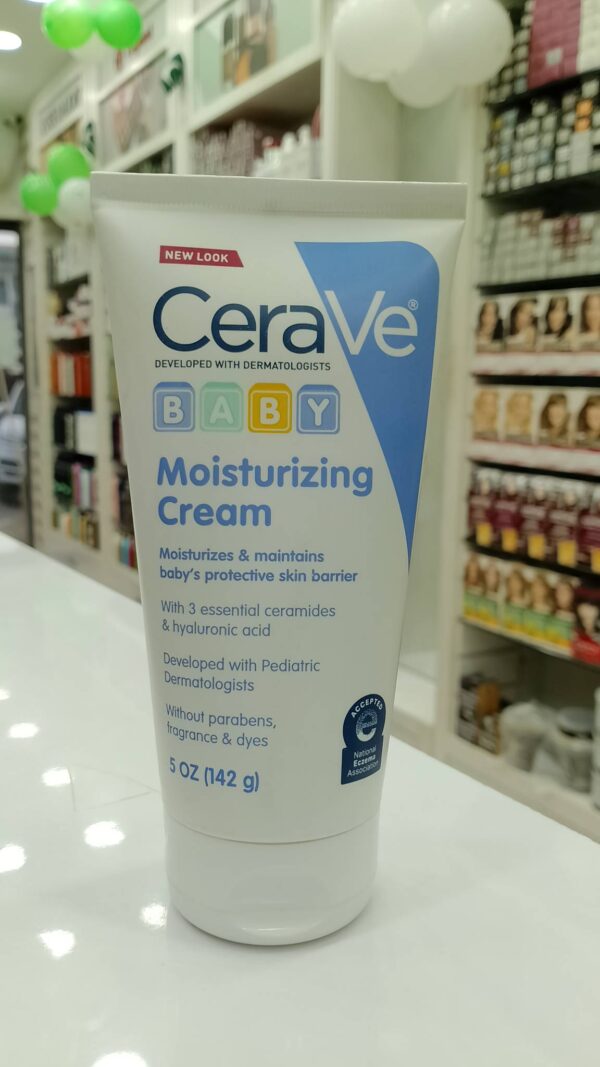 NEW LOOK
CeraVe®
DEVELOPED WITH DERMATOLOGISTS
BABY
Moisturizing
Cream
Moisturizes & maintains
baby's protective skin barrier
With 3 essential ceramides
& hyaluronic acid
Developed with Pediatric
Dermatologists
Without parabens,
fragrance & dyes
5 OZ (142 g)
ACCEPTED
National
Eczema
Association